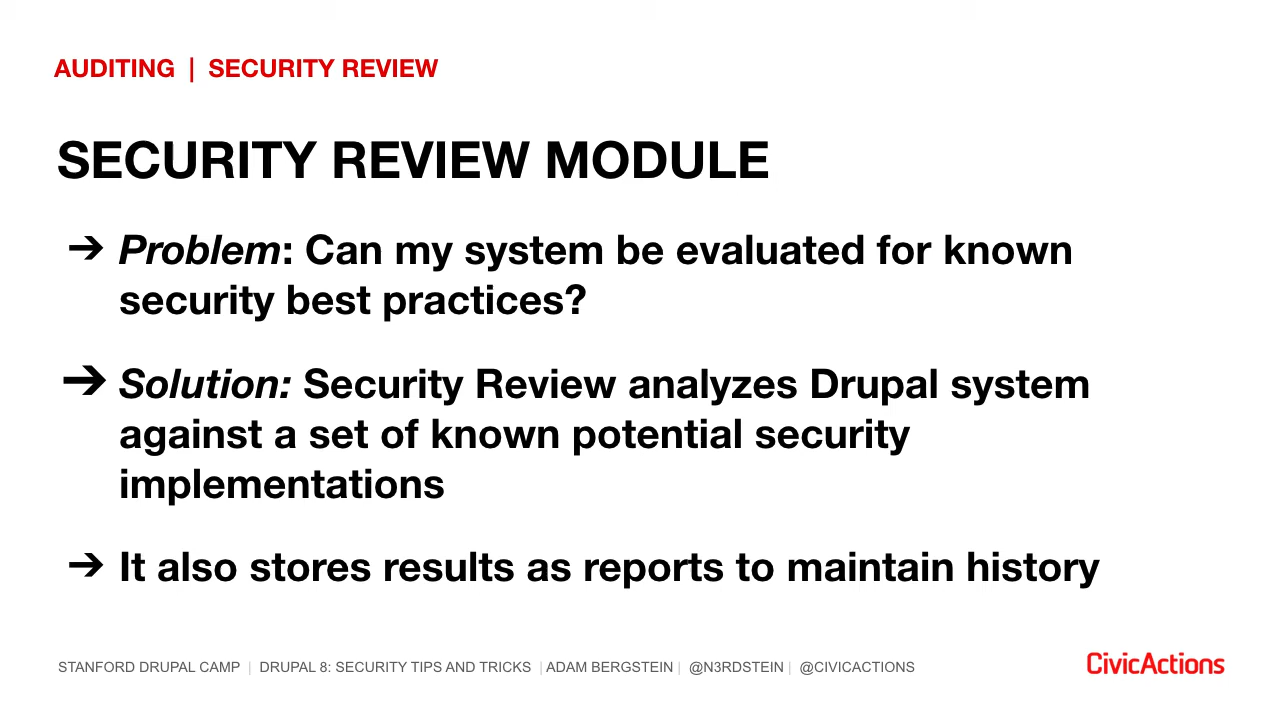 AUDITING | SECURITY REVIEW
SECURITY REVIEW MODULE
➔ Problem: Can my system be evaluated for known
security best practices?
➔ Solution: Security Review analyzes Drupal system
against a set of known potential security
implementations
➔ It also stores results as reports to maintain history
STANFORD DRUPAL CAMP | DRUPAL 8: SECURITY TIPS AND TRICKS | ADAM BERGSTEIN | @N3RDSTEIN | @CIVICACTIONS
CivicActions